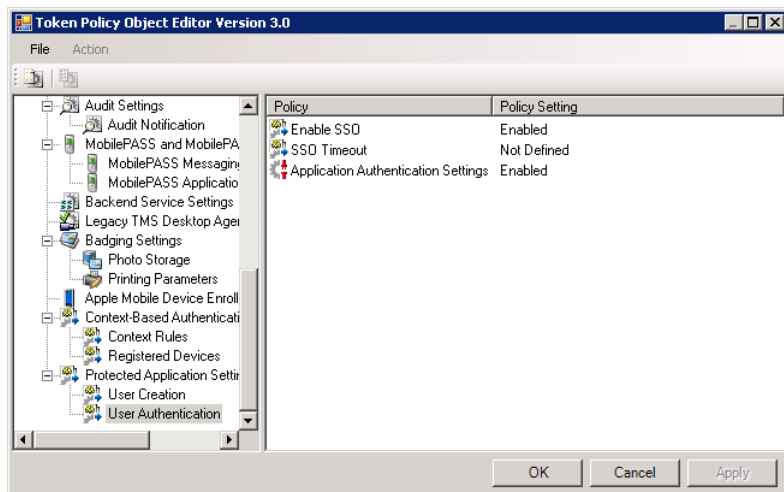 Token Policy Object Editor Version 3.0
File Action
Audit Settings
Audit Notification
MobilePASS and MobilePA
MobilePASS Messaging
MobilePASS Applicatio
Backend Service Settings
Legacy TMS Desktop Agen
Badging Settings
Photo Storage
Printing Parameters
Apple Mobile Device Enroll
Context-Based Authenticati
Context Rules
Registered Devices
Protected Application Settin
User Creation
User Authentication
Policy Policy Setting
Enable SSO Enabled
SSO Timeout Not Defined
Application Authentication Settings Enabled
OK Cancel Apply